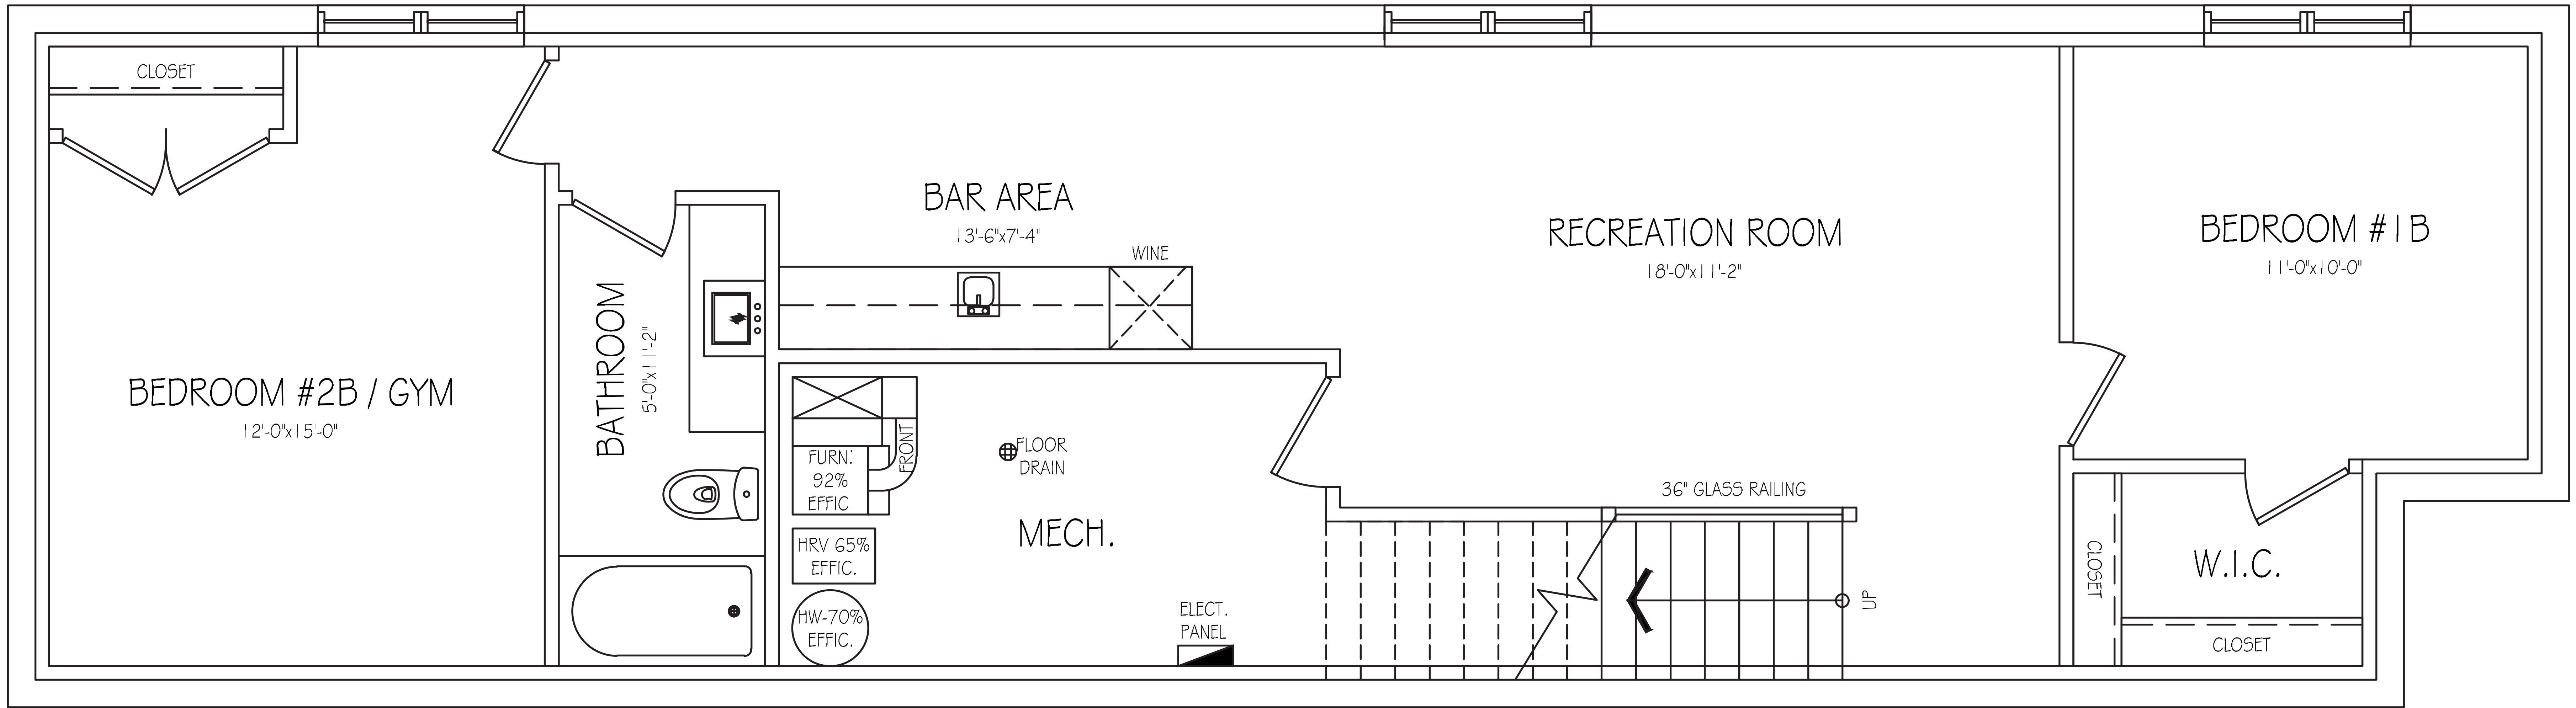 CLOSET
BEDROOM #2B / GYM
12'-0"x15'-0"
BATHROOM
5'-0"x11'-2"
BAR AREA
13'-6"x7'-4"
WINE
RECREATION ROOM
18'-0"x11'-2"
BEDROOM #1B
11'-0"x10'-0"
FURN:
92%
EFFIC
FRONT
FLOOR
DRAIN
MECH.
HRV 65%
EFFIC.
HW-70%
EFFIC.
ELECT.
PANEL
36" GLASS RAILING
UP
CLOSET
W.I.C.
CLOSET